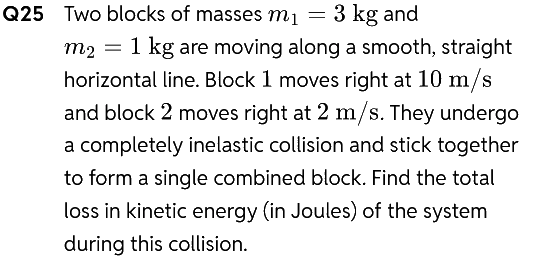 Q25 Two blocks of masses $m_1 = 3$ kg and
$m_2 = 1$ kg are moving along a smooth, straight
horizontal line. Block 1 moves right at 10 m/s
and block 2 moves right at 2 m/s. They undergo
a completely inelastic collision and stick together
to form a single combined block. Find the total
loss in kinetic energy (in Joules) of the system
during this collision.